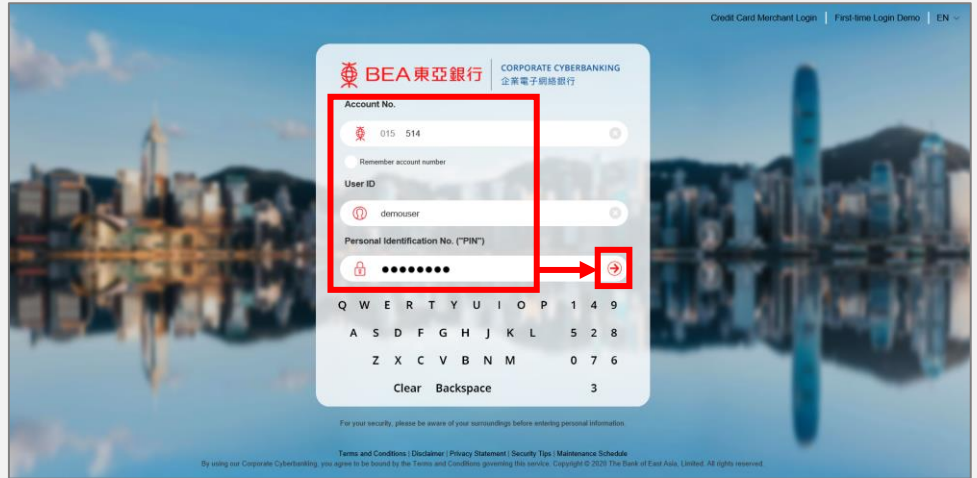 Credit Card Merchant Login | First-time Login Demo | EN
BEA 東亞銀行 | CORPORATE CYBERBANKING
企業電子網絡銀行
Account No.
015 514
Remember account number
User ID
demouser
Personal Identification No. ("PIN")
●●●●●●●●
Q W E R T Y U I O P 1 4 9
A S D F G H J K L 5 2 8
Z X C V B N M 0 7 6
Clear Backspace 3
For your security, please be aware of your surroundings before entering personal information.
Terms and Conditions | Disclaimer | Privacy Statement | Security Tips | Maintenance Schedule
By using our Corporate Cyberbanking, you agree to be bound by the Terms and Conditions governing this service. Copyright © 2020 The Bank of East Asia, Limited. All rights reserved.